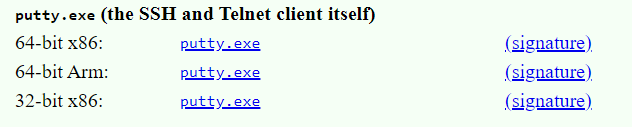 putty.exe (the SSH and Telnet client itself)
64-bit x86: putty.exe (signature)
64-bit Arm: putty.exe (signature)
32-bit x86: putty.exe (signature)